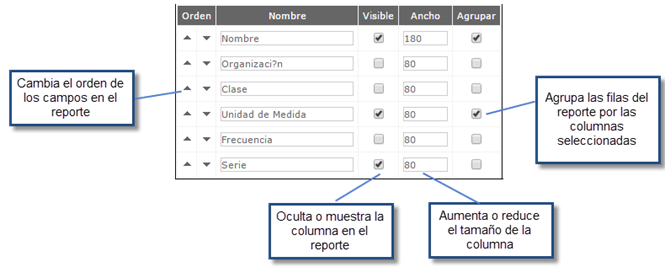 Orden Nombre Visible Ancho Agrupar
Nombre 180
Organizaci?n 80
Clase 80
Unidad de Medida 80
Frecuencia 80
Serie 80
Cambia el orden de
los campos en el
reporte
Agrupa las filas del
reporte por las
columnas
seleccionadas
Oculta o muestra la
columna en el
reporte
Aumenta o reduce
el tamaño de la
columna